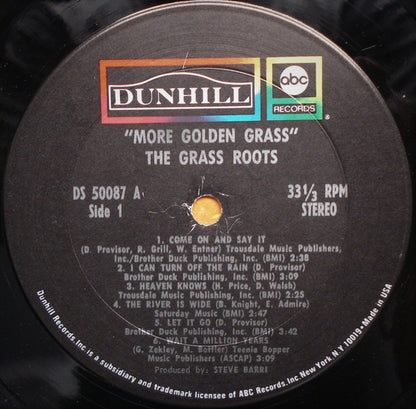 DUNHILL
abc
RECORDS
®
"MORE GOLDEN GRASS"
THE GRASS ROOTS
DS 50087 A
Side 1
33⅓ RPM
STEREO
1. COME ON AND SAY IT
(D. Provisor, R. Grill, W. Entner) Trousdale Music Publishers,
Inc./Brother Duck Publishing, Inc. (BMI) 2:38
2. I CAN TURN OFF THE RAIN (D. Provisor)
Brother Duck Publishing, Inc. (BMI) 3:09
3. HEAVEN KNOWS (H. Price, D. Walsh)
Trousdale Music Publishing, Inc. (BMI) 2:25
4. THE RIVER IS WIDE (B. Knight, E. Admire)
Saturday Music (BMI) 2:47
5. LET IT GO (D. Provisor)
Brother Duck Publishing, Inc. (BMI) 3:42
6. WAIT A MILLION YEARS
(G. Zekley, M. Bottler) Teenie Bopper
Music Publishers (ASCAP) 3:09
Produced by: STEVE BARRI
Dunhill Records Inc. is a subsidiary and trademark licensee of ABC Records. Inc New York. N Y 10019 • Made in USA